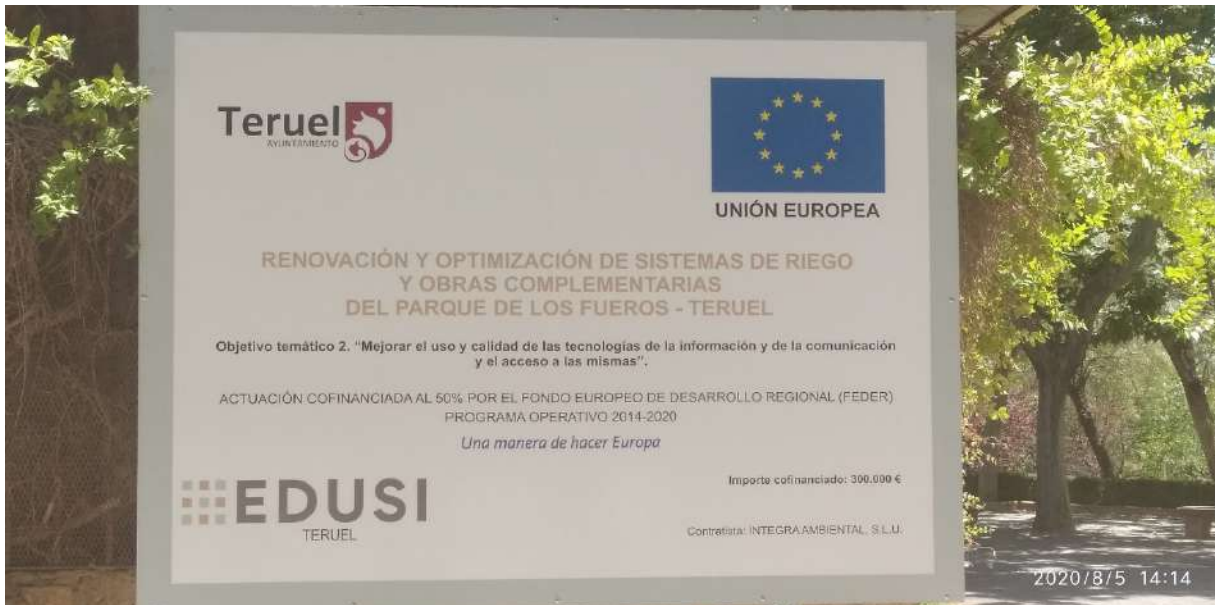 Teruel
AYUNTAMIENTO
UNIÓN EUROPEA
RENOVACIÓN Y OPTIMIZACIÓN DE SISTEMAS DE RIEGO
Y OBRAS COMPLEMENTARIAS
DEL PARQUE DE LOS FUEROS - TERUEL
Objetivo temático 2. “Mejorar el uso y calidad de las tecnologías de la información y de la comunicación
y el acceso a las mismas”.
ACTUACIÓN COFINANCIADA AL 50% POR EL FONDO EUROPEO DE DESARROLLO REGIONAL (FEDER)
PROGRAMA OPERATIVO 2014-2020
Una manera de hacer Europa
Importe cofinanciado: 300.000 €
EDUSI
TERUEL
Contratista: INTEGRA AMBIENTAL, S.L.U.
2020/8/5 14:14